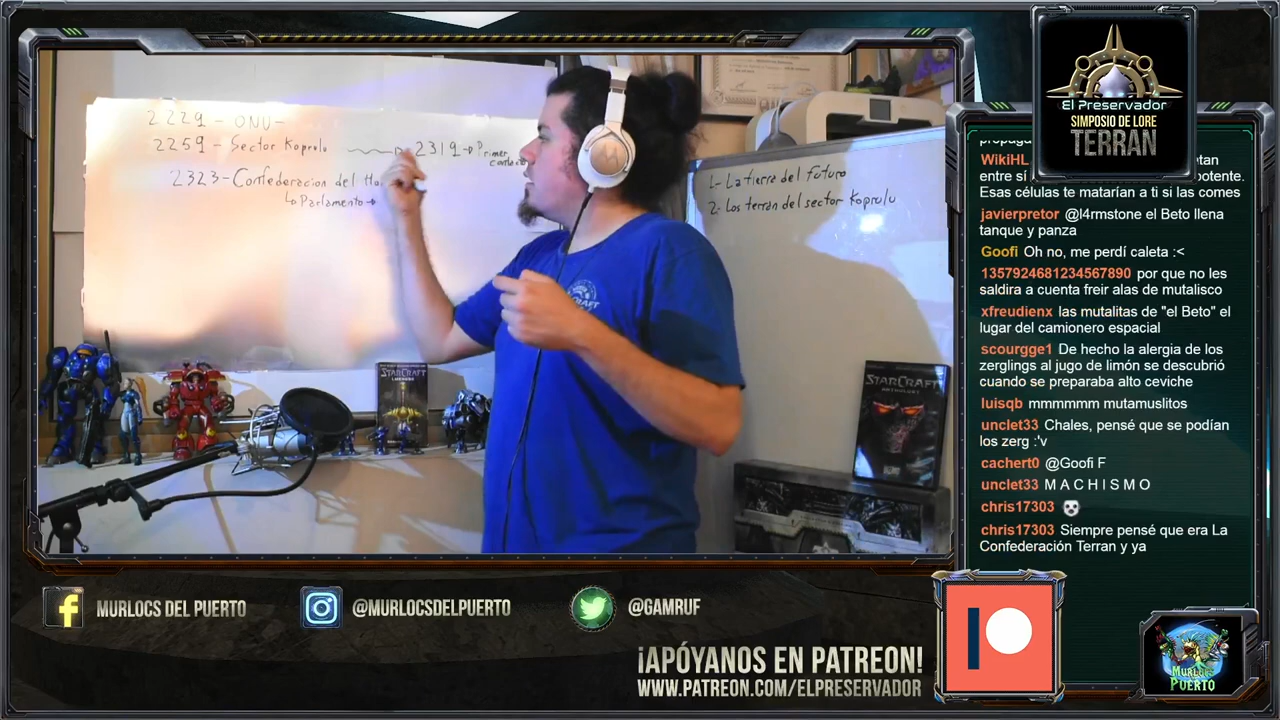 2229 - ONU -
2259 - Sector Koprulu → 2319 → Primer
contacto
2323 - Confederacion del Ho
↳ Parlamento →
1- La tierra del futuro
2- Los terran del sector Koprulu
STARCRAFT
STARCRAFT
ANTHOLOGY
El Preservador
SIMPOSIO DE LORE
TERRAN
WikiHL
entre sí
potente.
Esas células te matarían a ti si las comes
javierpretor @l4rmstone el Beto llena
tanque y panza
Goofi Oh no, me perdí caleta :<
1357924681234567890 por que no les
saldira a cuenta freir alas de mutalisco
xfreudienx las mutalitas de "el Beto" el
lugar del camionero espacial
scourgge1 De hecho la alergia de los
zerglings al jugo de limón se descubrió
cuando se preparaba alto ceviche
luisqb mmmmmm mutamuslitos
unclet33 Chales, pensé que se podían
los zerg :'v
cachert0 @Goofi F
unclet33 M A C H I S M O
chris17303
chris17303 Siempre pensé que era La
Confederación Terran y ya
MURLOCS DEL PUERTO
@MURLOCSDELPUERTO
@GAMRUF
¡APÓYANOS EN PATREON!
WWW.PATREON.COM/ELPRESERVADOR
MURLOCS
PUERTO